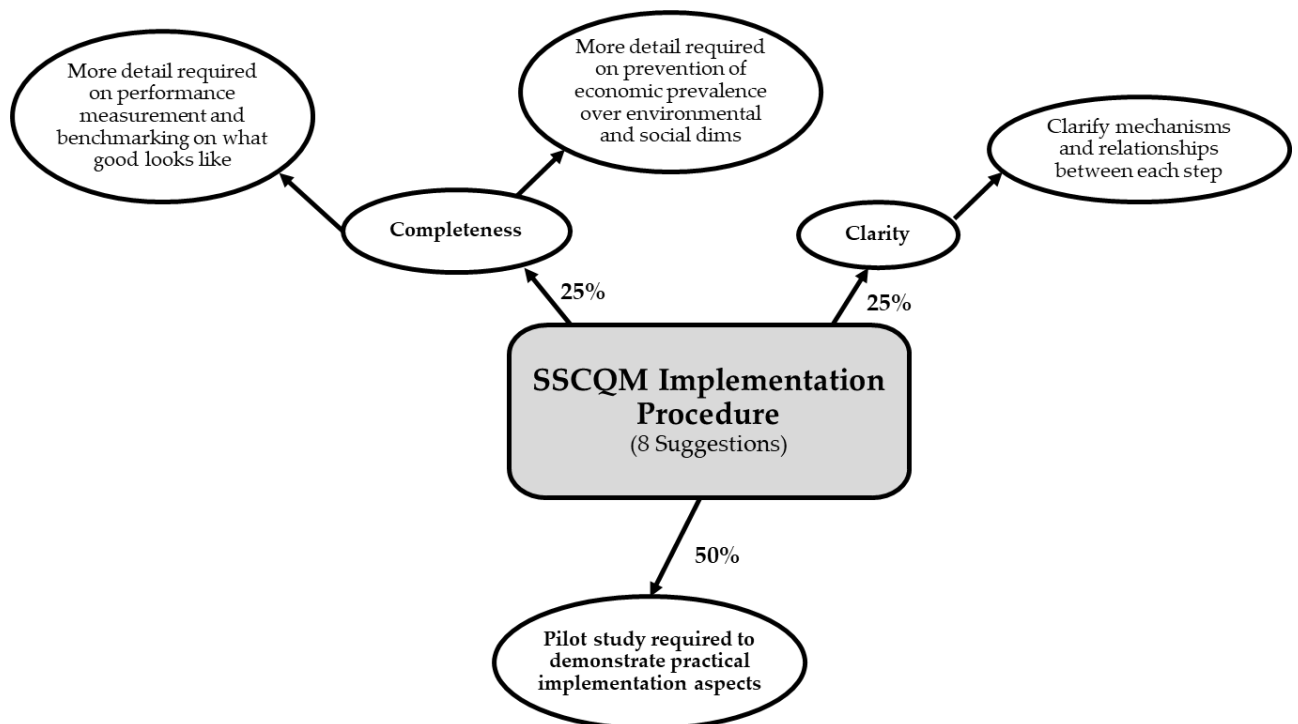 More detail required
on performance
measurement and
benchmarking on what
good looks like
More detail required
on prevention of
economic prevalence
over environmental
and social dims
Clarify mechanisms
and relationships
between each step
Completeness
Clarity
25%
25%
SSCQM Implementation
Procedure
(8 Suggestions)
50%
Pilot study required to
demonstrate practical
implementation aspects